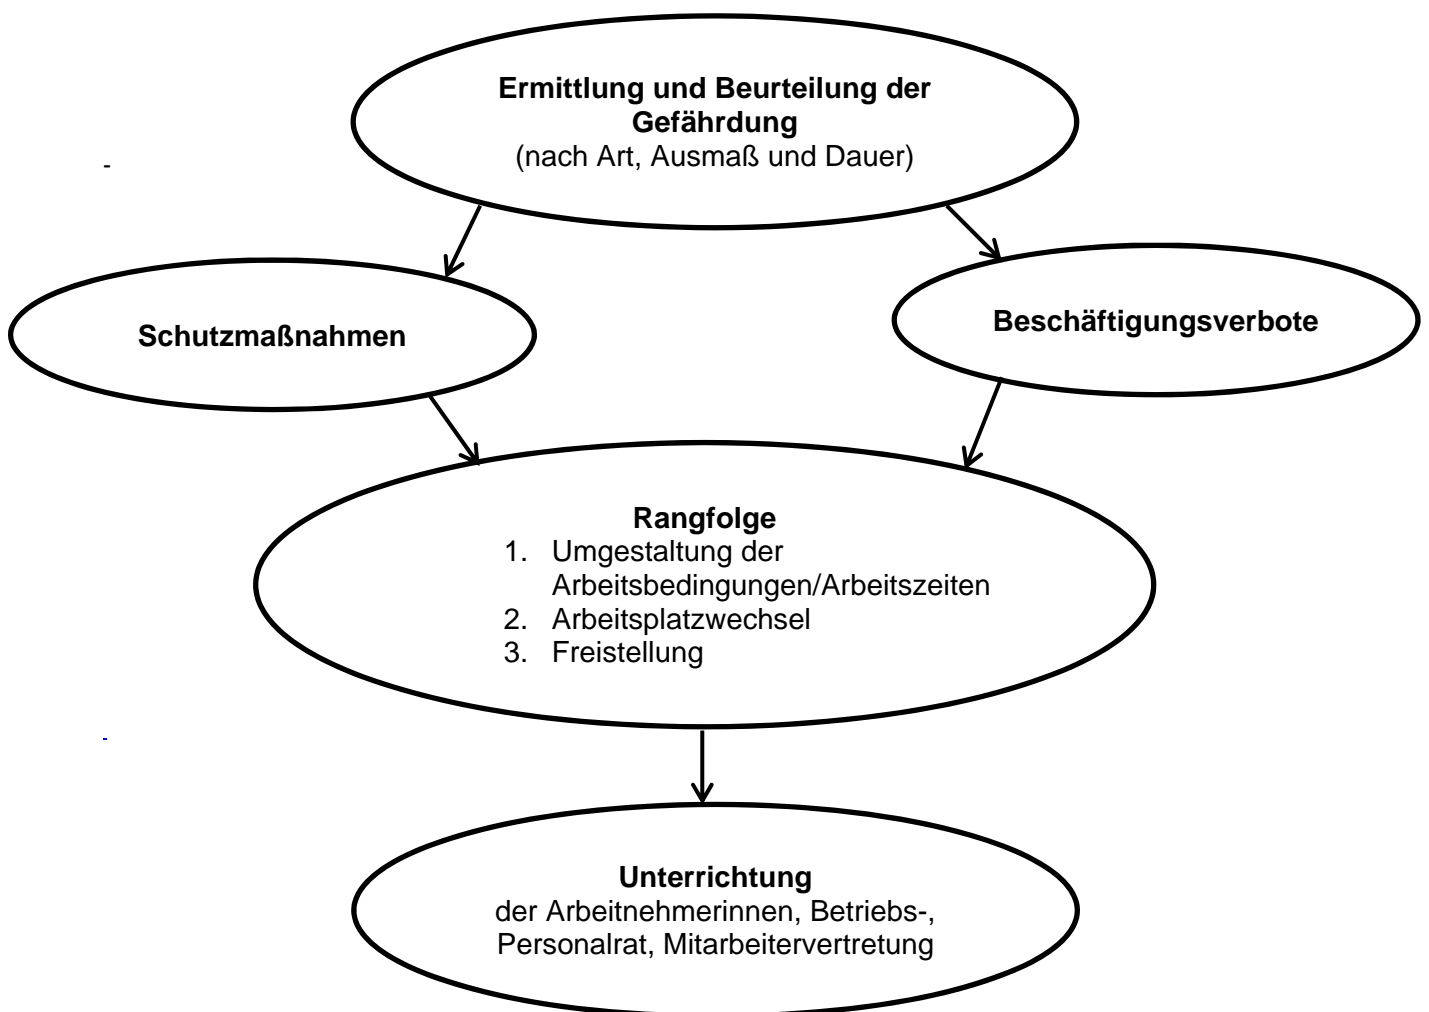 Ermittlung und Beurteilung der
Gefährdung
(nach Art, Ausmaß und Dauer)
-
Schutzmaßnahmen
Beschäftigungsverbote
Rangfolge
1. Umgestaltung der
Arbeitsbedingungen/Arbeitszeiten
2. Arbeitsplatzwechsel
3. Freistellung
-
Unterrichtung
der Arbeitnehmerinnen, Betriebs-,
Personalrat, Mitarbeitervertretung